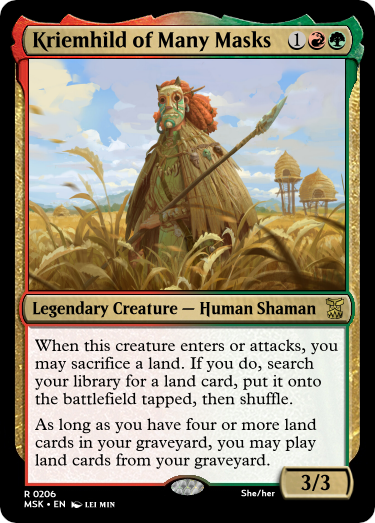 Kriemhild of Many Masks 1
Legendary Creature — Human Shaman
When this creature enters or attacks, you
may sacrifice a land. If you do, search
your library for a land card, put it onto
the battlefield tapped, then shuffle.
As long as you have four or more land
cards in your graveyard, you may play
land cards from your graveyard.
3/3
R 0206
She/her
MSK • EN LEI MIN